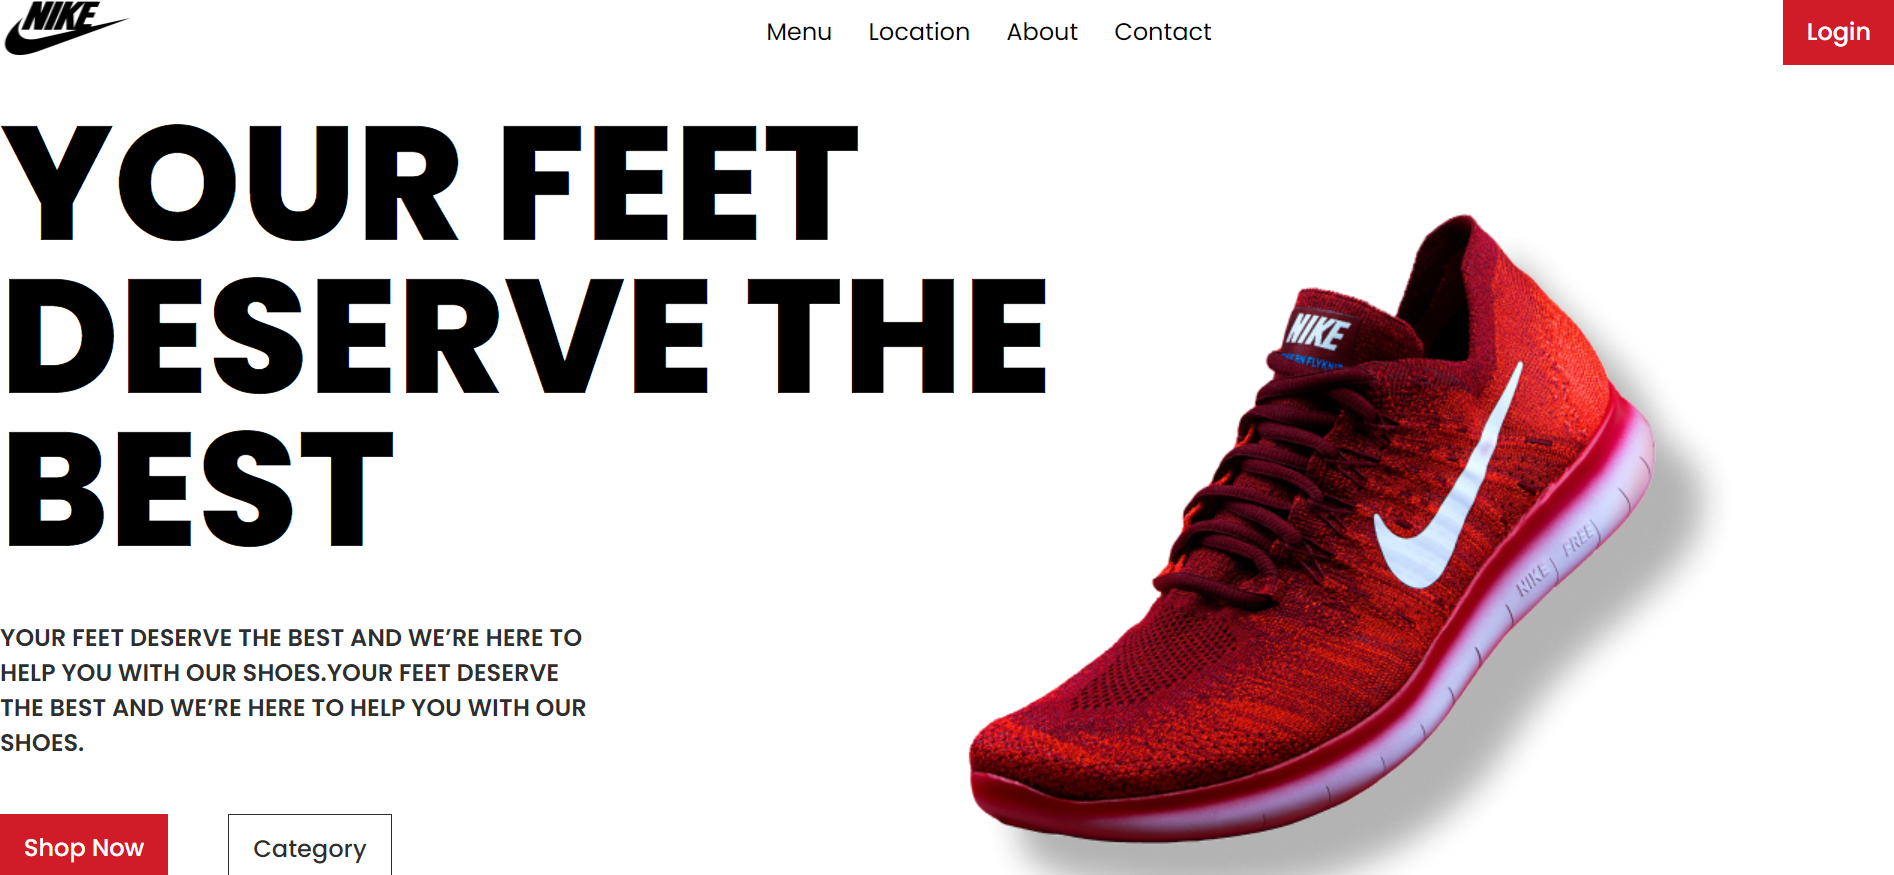 NIKE
Menu Location About Contact
Login
YOUR FEET
DESERVE THE
BEST
NIKE
NIKE FREE
YOUR FEET DESERVE THE BEST AND WE’RE HERE TO
HELP YOU WITH OUR SHOES.YOUR FEET DESERVE
THE BEST AND WE’RE HERE TO HELP YOU WITH OUR
SHOES.
Shop Now
Category